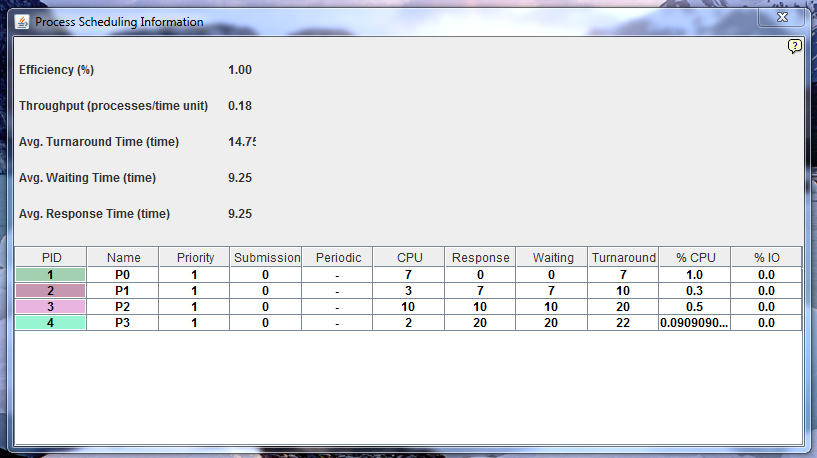 Process Scheduling Information
?
Efficiency (%) 1.00
Throughput (processes/time unit) 0.18
Avg. Turnaround Time (time) 14.75
Avg. Waiting Time (time) 9.25
Avg. Response Time (time) 9.25
PID Name Priority Submission Periodic CPU Response Waiting Turnaround % CPU % IO
1 P0 1 0 - 7 0 0 7 1.0 0.0
2 P1 1 0 - 3 7 7 10 0.3 0.0
3 P2 1 0 - 10 10 10 20 0.5 0.0
4 P3 1 0 - 2 20 20 22 0.0909090... 0.0